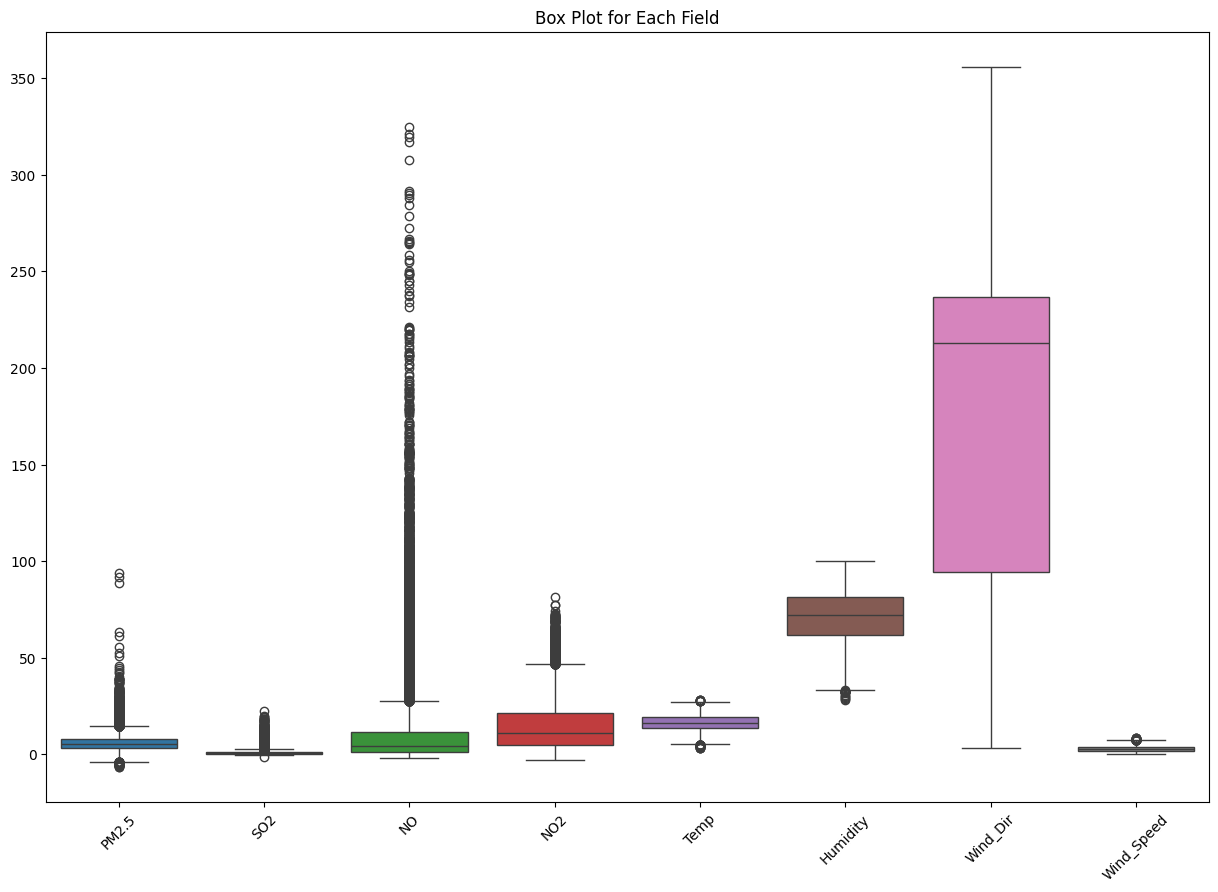 Box Plot for Each Field
350
300
250
200
150
100
50
0
PM2.5
SO2
NO
NO2
Temp
Humidity
Wind_Dir
Wind_Speed